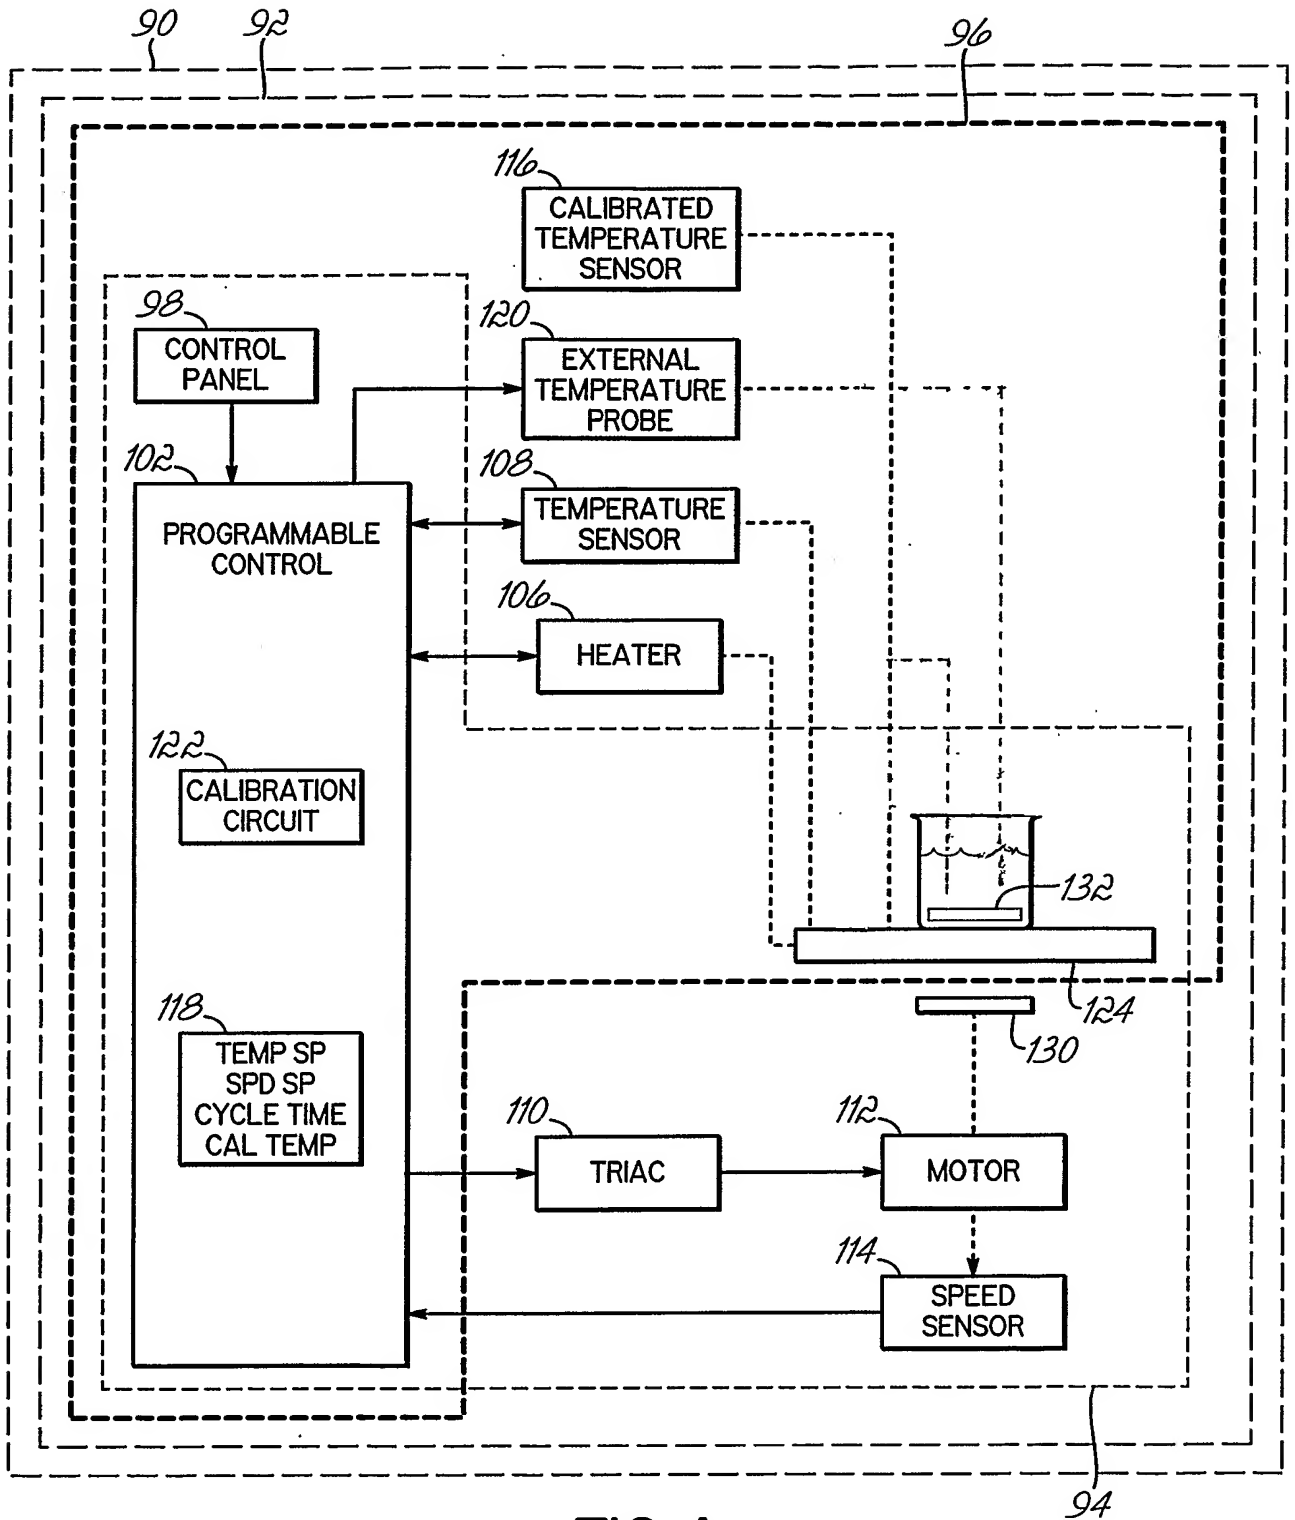 90
92
96
116
CALIBRATED
TEMPERATURE
SENSOR
98
CONTROL
PANEL
120
EXTERNAL
TEMPERATURE
PROBE
102
PROGRAMMABLE
CONTROL
108
TEMPERATURE
SENSOR
106
HEATER
122
CALIBRATION
CIRCUIT
132
124
130
118
TEMP SP
SPD SP
CYCLE TIME
CAL TEMP
110
TRIAC
112
MOTOR
114
SPEED
SENSOR
94